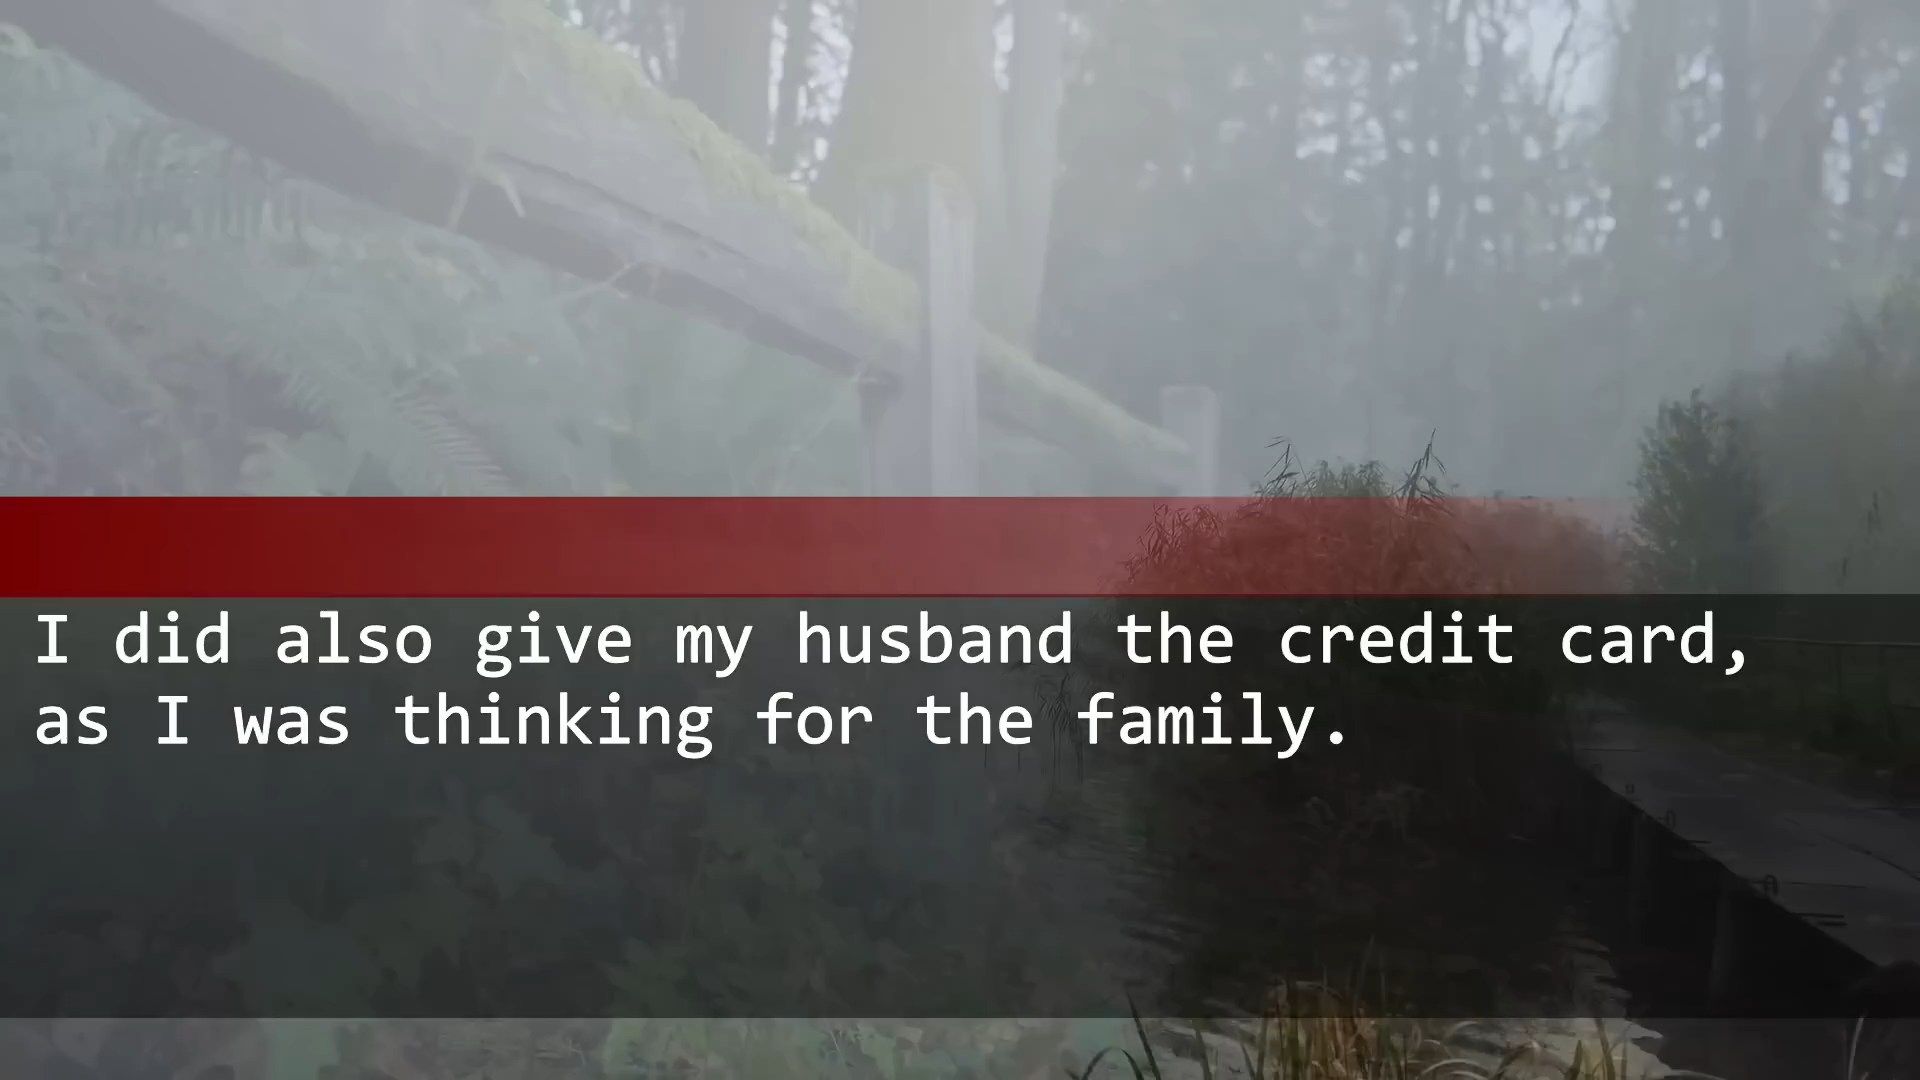 I did also give my husband the credit card,
as I was thinking for the family.